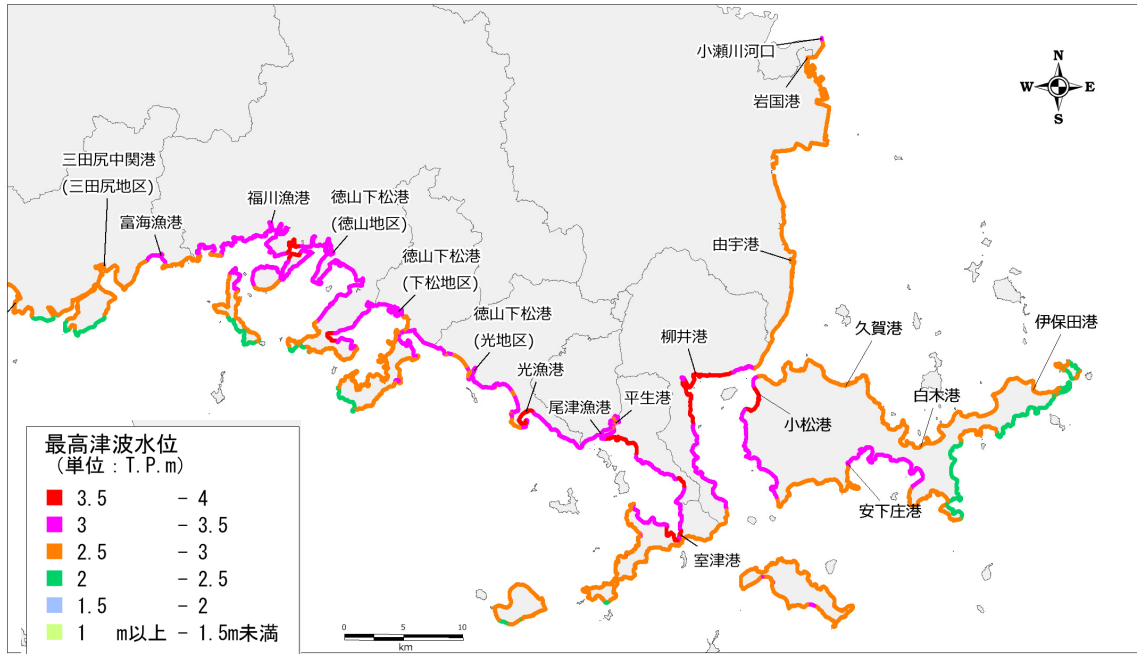 小瀬川河口
岩国港
N
W E
S
三田尻中関港
(三田尻地区)
富海漁港
福川漁港
徳山下松港
(徳山地区)
徳山下松港
(下松地区)
徳山下松港
(光地区)
光漁港
尾津漁港
平生港
柳井港
由宇港
久賀港
伊保田港
白木港
小松港
安下庄港
室津港
最高津波水位
(単位：T.P.m)
3.5 - 4
3 - 3.5
2.5 - 3
2 - 2.5
1.5 - 2
1 m以上 - 1.5m未満
0 5 10
km